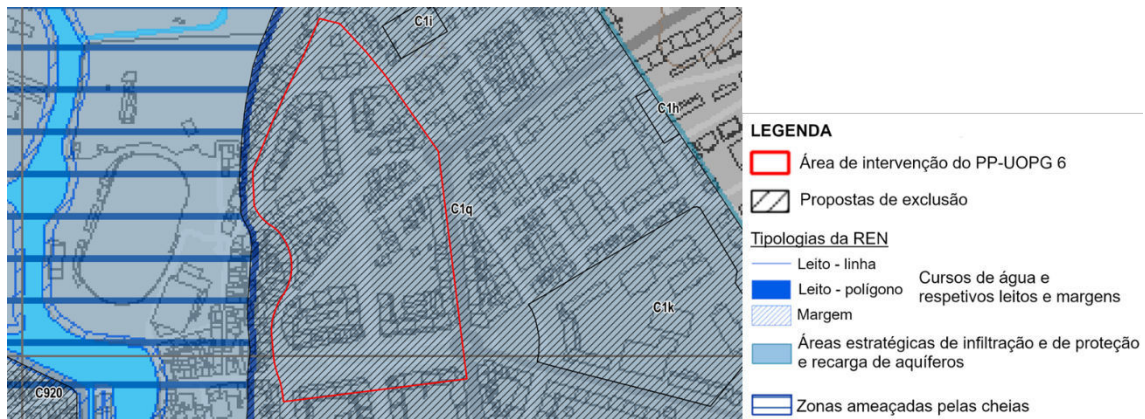 C1i
C1h
C1q
C1k
C920
LEGENDA
Área de intervenção do PP-UOPG 6
Propostas de exclusão
Tipologias da REN
Leito - linha
Leito - polígono
Margem
Cursos de água e
respetivos leitos e margens
Áreas estratégicas de infiltração e de proteção
e recarga de aquíferos
Zonas ameaçadas pelas cheias